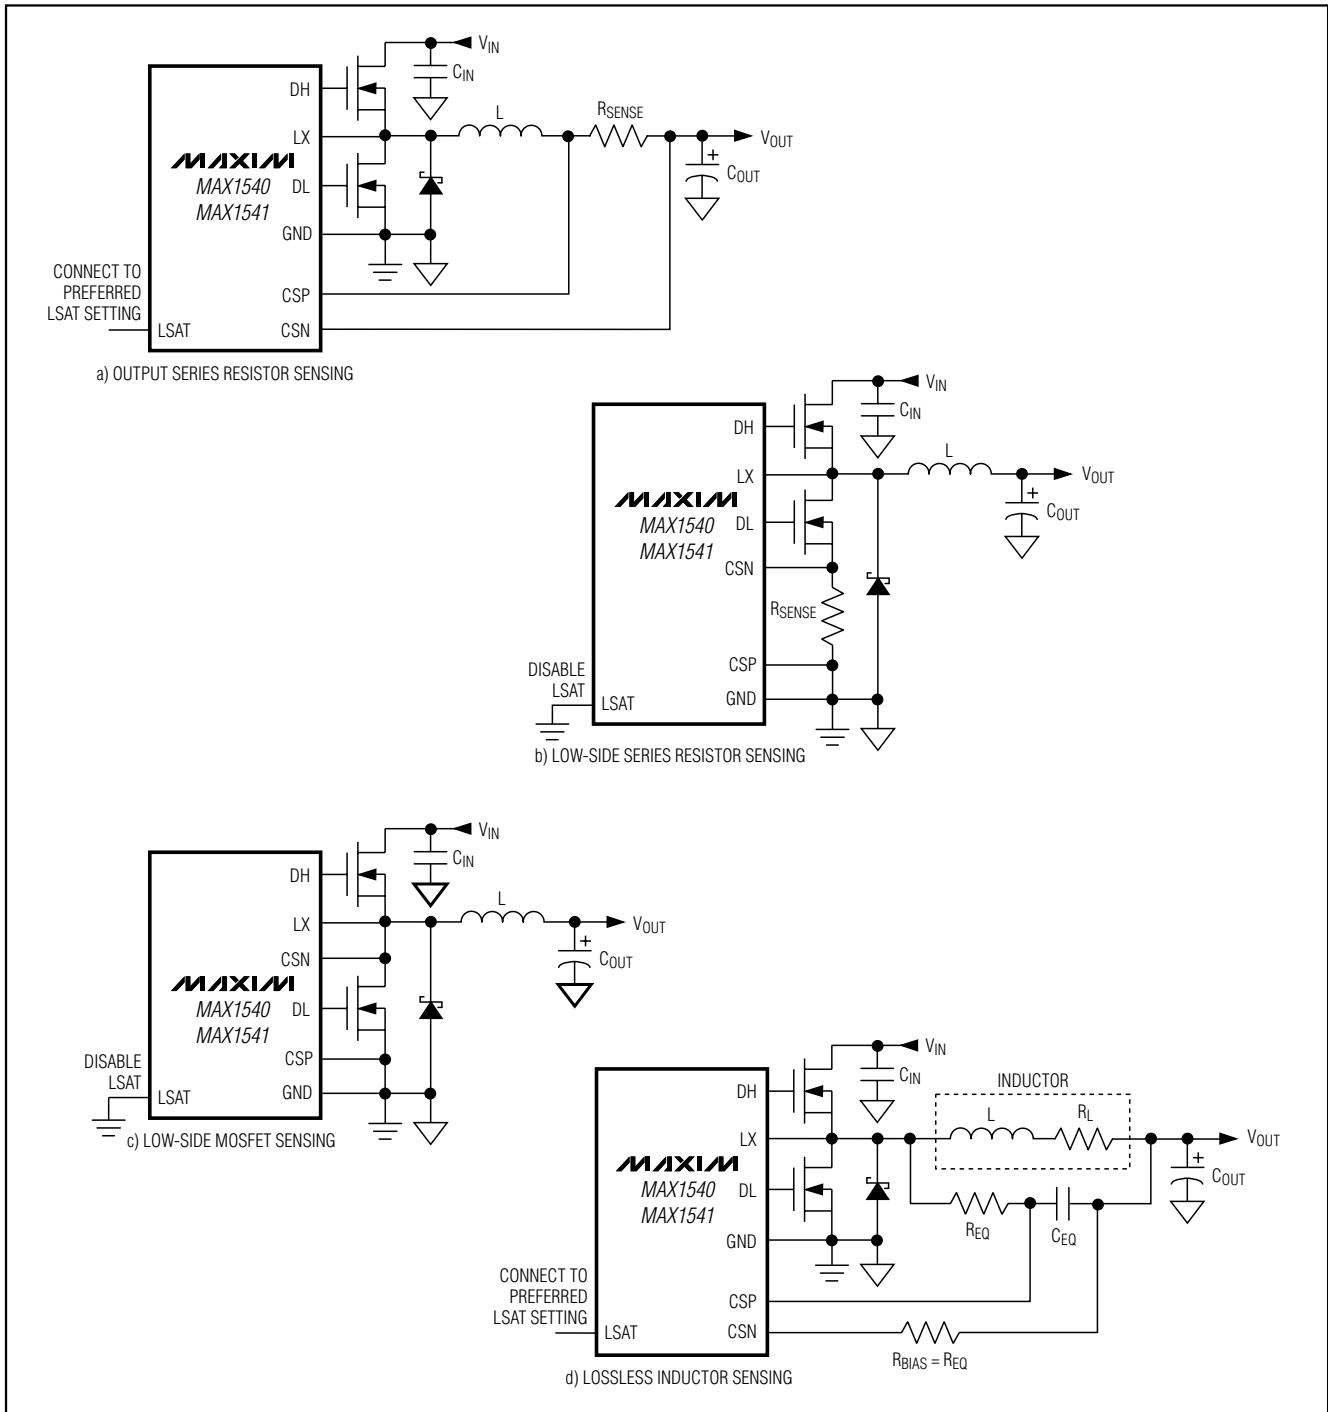 VIN
CIN
DH
L
RSENSE
LX
VOUT
MAXIM
MAX1540
MAX1541
DL
+
COUT
GND
CONNECT TO
PREFERRED
LSAT SETTING
CSP
LSAT
CSN
a) OUTPUT SERIES RESISTOR SENSING
VIN
CIN
DH
L
LX
VOUT
MAXIM
MAX1540
MAX1541
DL
+
COUT
CSN
RSENSE
CSP
DISABLE
LSAT
LSAT
GND
b) LOW-SIDE SERIES RESISTOR SENSING
VIN
CIN
DH
L
LX
VOUT
CSN
+
COUT
MAXIM
MAX1540
MAX1541
DL
CSP
DISABLE
LSAT
LSAT
GND
c) LOW-SIDE MOSFET SENSING
VIN
CIN
DH
INDUCTOR
L
RL
LX
VOUT
MAXIM
MAX1540
MAX1541
DL
+
COUT
REQ
CEQ
GND
CONNECT TO
PREFERRED
LSAT SETTING
CSP
LSAT
CSN
RBIAS = REQ
d) LOSSLESS INDUCTOR SENSING